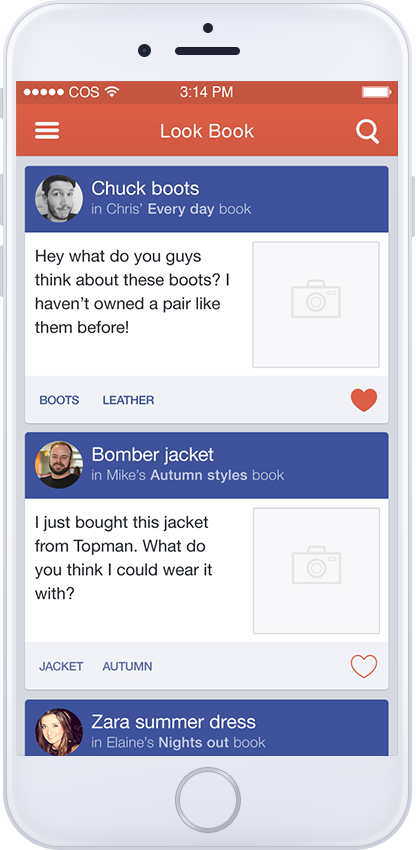 COS 3:14 PM
Look Book
Chuck boots
in Chris’ Every day book
Hey what do you guys
think about these boots? I
haven’t owned a pair like
them before!
BOOTS LEATHER
Bomber jacket
in Mike’s Autumn styles book
I just bought this jacket
from Topman. What do
you think I could wear it
with?
JACKET AUTUMN
Zara summer dress
in Elaine’s Nights out book